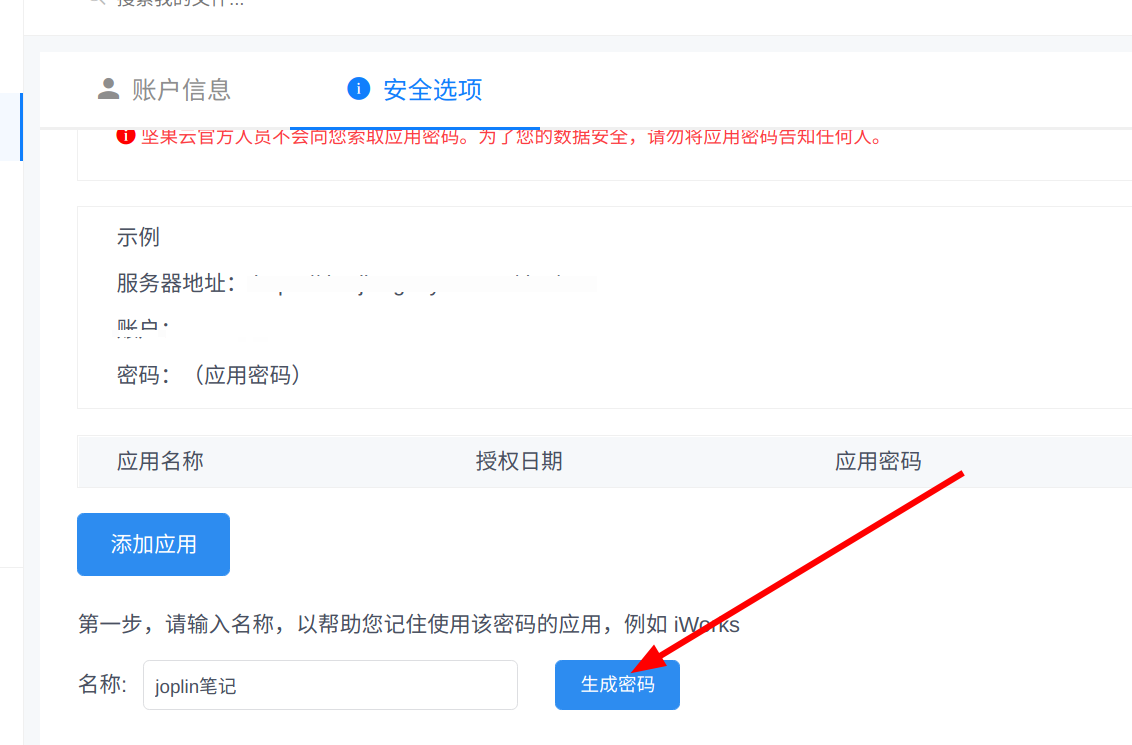 搜索我的文件...
账户信息
安全选项
坚果云官方人员不会向您索取应用密码。为了您的数据安全，请勿将应用密码告知任何人。
示例
服务器地址：
账户：
密码：（应用密码）
应用名称 授权日期 应用密码
添加应用
第一步，请输入名称，以帮助您记住使用该密码的应用，例如 iWorks
名称: joplin笔记 生成密码